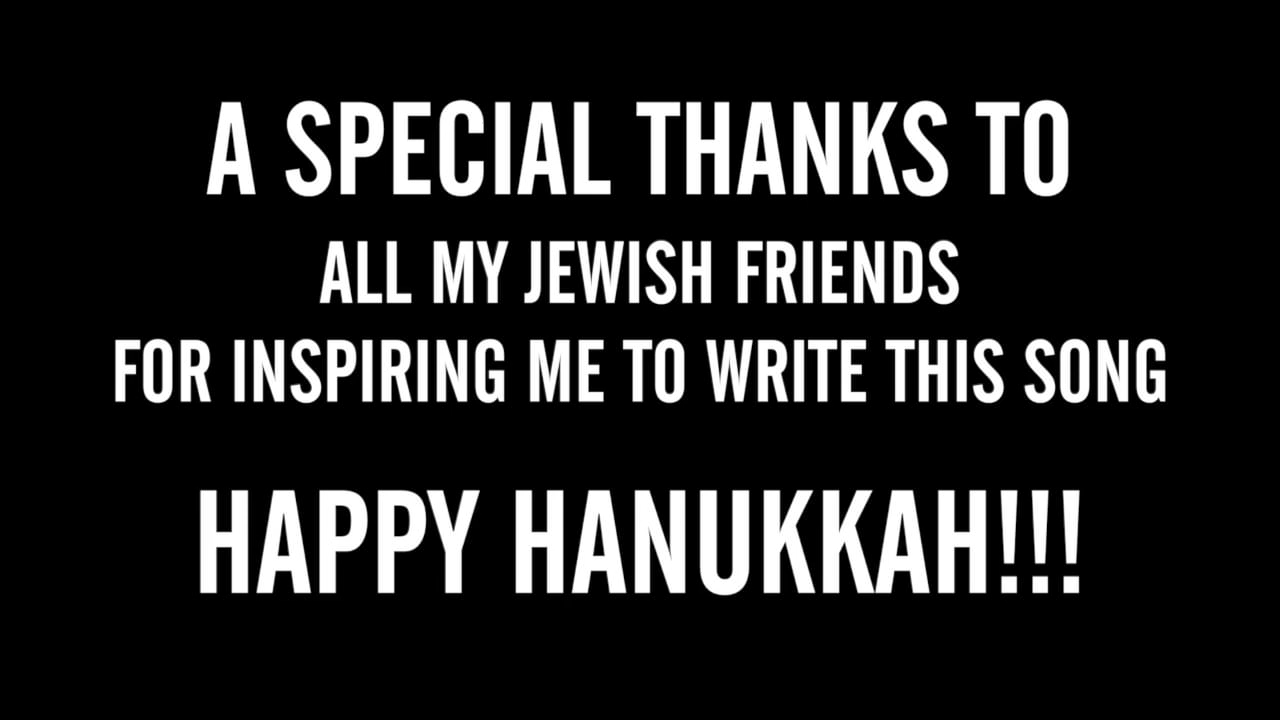 A SPECIAL THANKS TO
ALL MY JEWISH FRIENDS
FOR INSPIRING ME TO WRITE THIS SONG
HAPPY HANUKKAH!!!